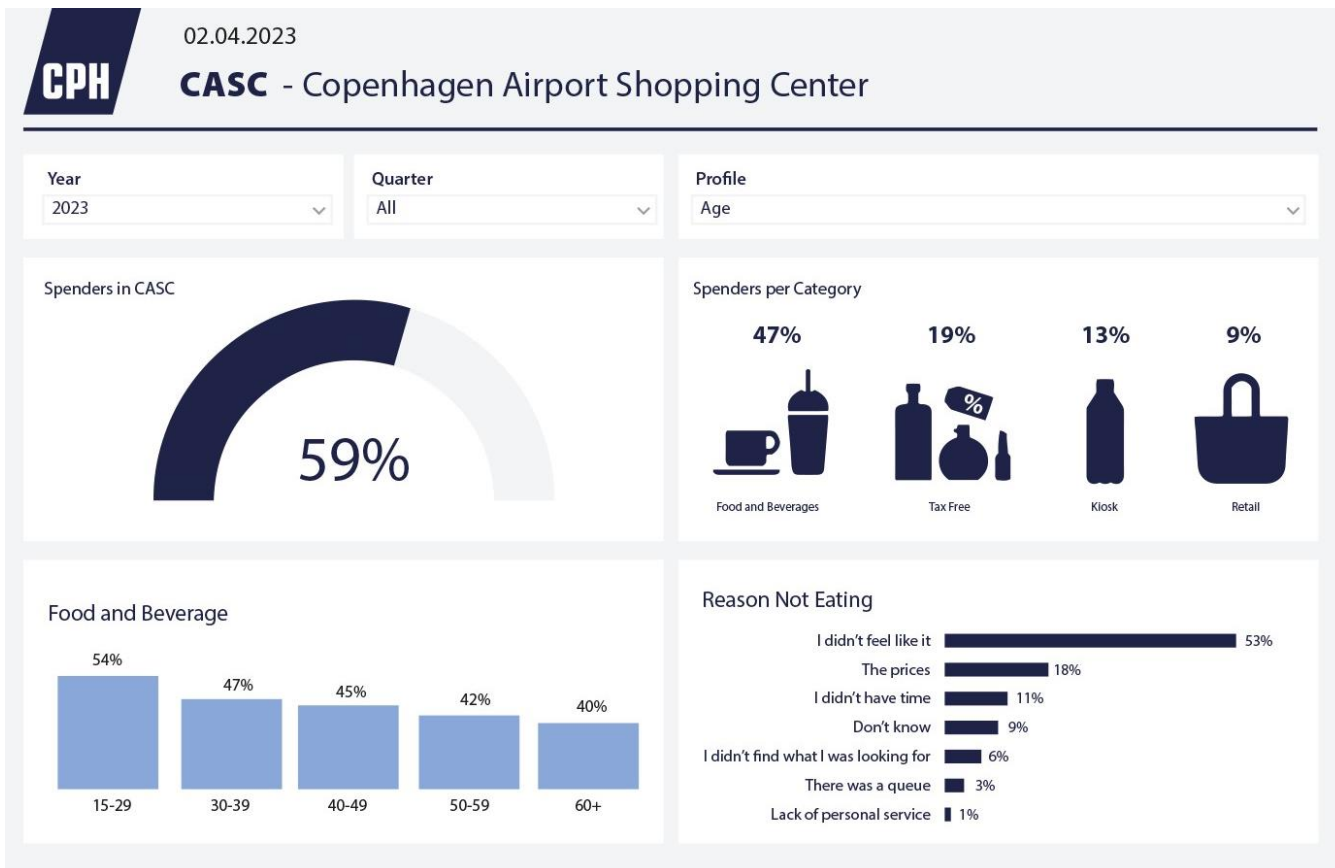 CPH
02.04.2023
CASC - Copenhagen Airport Shopping Center
Year
2023
Quarter
All
Profile
Age
Spenders in CASC
59%
Spenders per Category
47% 19% 13% 9%
%
Food and Beverages Tax Free Kiosk Retail
Food and Beverage
54% 47% 45% 42% 40%
15-29 30-39 40-49 50-59 60+
Reason Not Eating
I didn't feel like it 53%
The prices 18%
I didn't have time 11%
Don't know 9%
I didn't find what I was looking for 6%
There was a queue 3%
Lack of personal service 1%